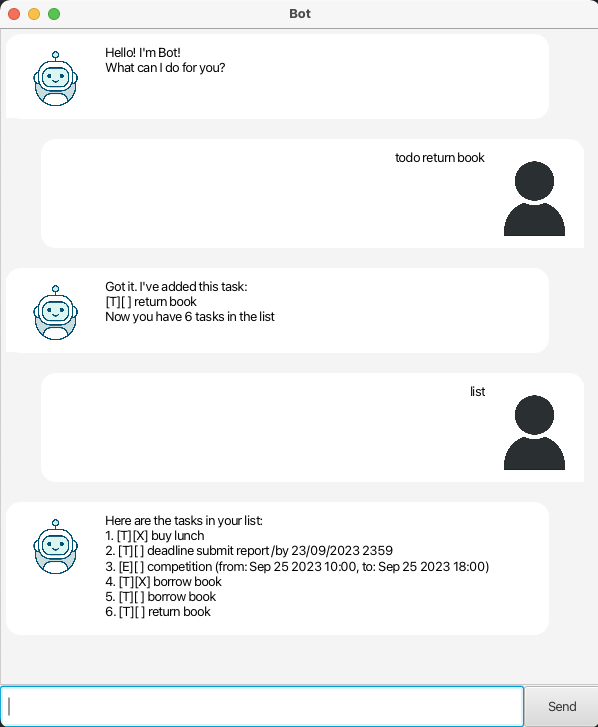 Bot
Hello! I'm Bot!
What can I do for you?
todo return book
Got it. I've added this task:
[T][ ] return book
Now you have 6 tasks in the list
list
Here are the tasks in your list:
1. [T][X] buy lunch
2. [T][ ] deadline submit report /by 23/09/2023 2359
3. [E][ ] competition (from: Sep 25 2023 10:00, to: Sep 25 2023 18:00)
4. [T][X] borrow book
5. [T][ ] borrow book
6. [T][ ] return book
Send